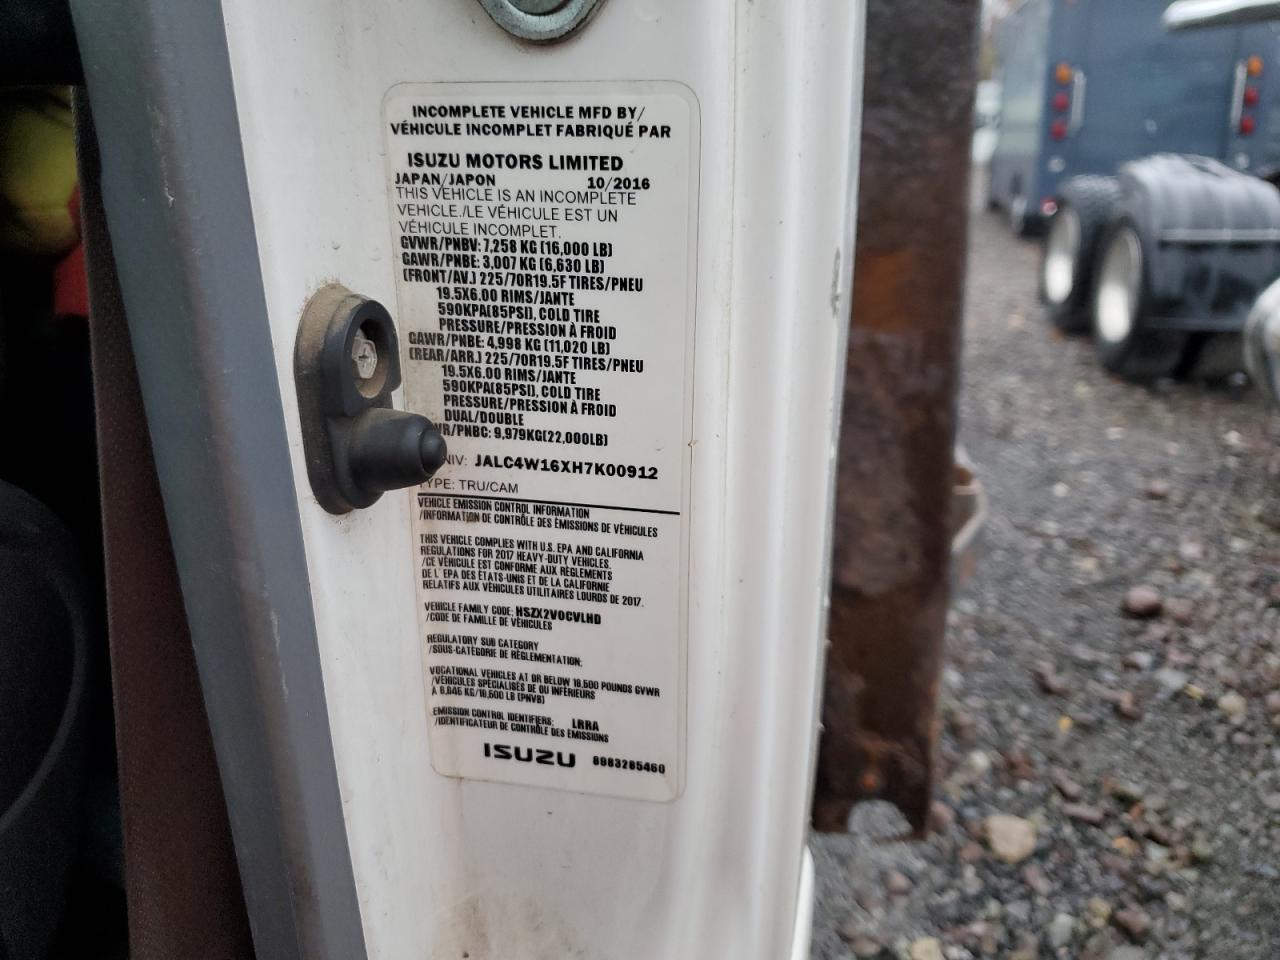 INCOMPLETE VEHICLE MFD BY/
VÉHICULE INCOMPLET FABRIQUÉ PAR
ISUZU MOTORS LIMITED
JAPAN/JAPON 10/2016
THIS VEHICLE IS AN INCOMPLETE
VEHICLE./LE VÉHICULE EST UN
VÉHICULE INCOMPLET.
GVWR/PNBV: 7,258 KG (16,000 LB)
GAWR/PNBE: 3,007 KG (6,630 LB)
(FRONT/AV.) 225/70R19.5F TIRES/PNEU
19.5X6.00 RIMS/JANTE
590KPA(85PSI), COLD TIRE
PRESSURE/PRESSION À FROID
GAWR/PNBE: 4,998 KG (11,020 LB)
(REAR/ARR.) 225/70R19.5F TIRES/PNEU
19.5X6.00 RIMS/JANTE
590KPA(85PSI), COLD TIRE
PRESSURE/PRESSION À FROID
DUAL/DOUBLE
WR/PNBC: 9,979KG(22,000LB)
NIV: JALC4W16XH7K00912
TYPE: TRU/CAM
VEHICLE EMISSION CONTROL INFORMATION
/INFORMATION DE CONTRÔLE DES ÉMISSIONS DE VÉHICULES
THIS VEHICLE COMPLIES WITH U.S. EPA AND CALIFORNIA
REGULATIONS FOR 2017 HEAVY-DUTY VEHICLES.
/CE VÉHICULE EST CONFORME AUX RÈGLEMENTS
DE L'EPA DES ÉTATS-UNIS ET DE LA CALIFORNIE
RELATIFS AUX VÉHICULES UTILITAIRES LOURDS DE 2017.
VEHICLE FAMILY CODE: HSZX2VOCVLHD
/CODE DE FAMILLE DE VÉHICULES
REGULATORY SUB CATEGORY
/SOUS-CATÉGORIE DE RÈGLEMENTATION:
VOCATIONAL VEHICLES AT OR BELOW 19,500 POUNDS GVWR
/VÉHICULES SPÉCIALISÉS DE OU INFÉRIEURS
À 8,846 KG/19,500 LB (PNVB)
EMISSION CONTROL IDENTIFIERS: LRRA
/IDENTIFICATEUR DE CONTRÔLE DES ÉMISSIONS
ISUZU 8983285460